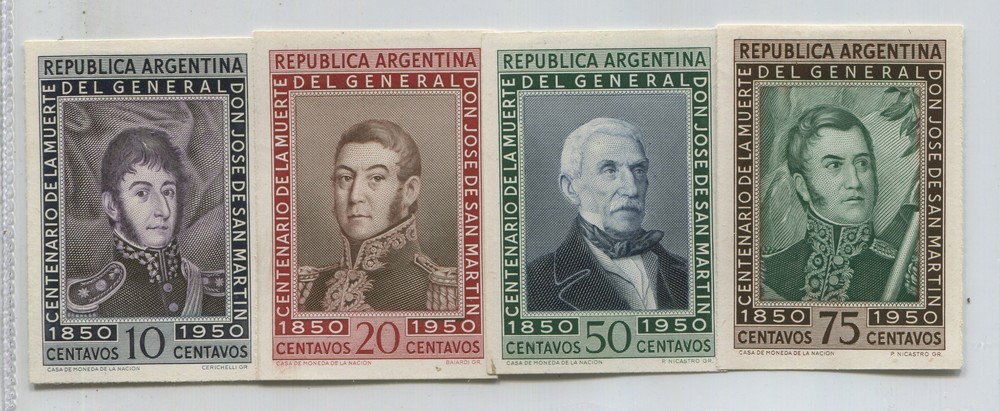 REPUBLICA ARGENTINA
CENTENARIO DE LA MUERTE
DEL GENERAL
DON JOSE DE SAN MARTIN
1850 10 1950
CENTAVOS CENTAVOS
CASA DE MONEDA DE LA NACION CERICHELLI GR.
REPUBLICA ARGENTINA
CENTENARIO DE LA MUERTE
DEL GENERAL
DON JOSE DE SAN MARTIN
1850 20 1950
CENTAVOS CENTAVOS
CASA DE MONEDA DE LA NACION BAIARDI GR.
REPUBLICA ARGENTINA
CENTENARIO DE LA MUERTE
DEL GENERAL
DON JOSE DE SAN MARTIN
1850 50 1950
CENTAVOS CENTAVOS
CASA DE MONEDA DE LA NACION P. NICASTRO GR.
REPUBLICA ARGENTINA
CENTENARIO DE LA MUERTE
DEL GENERAL
DON JOSE DE SAN MARTIN
1850 75 1950
CENTAVOS CENTAVOS
CASA DE MONEDA DE LA NACION P. NICASTRO GR.